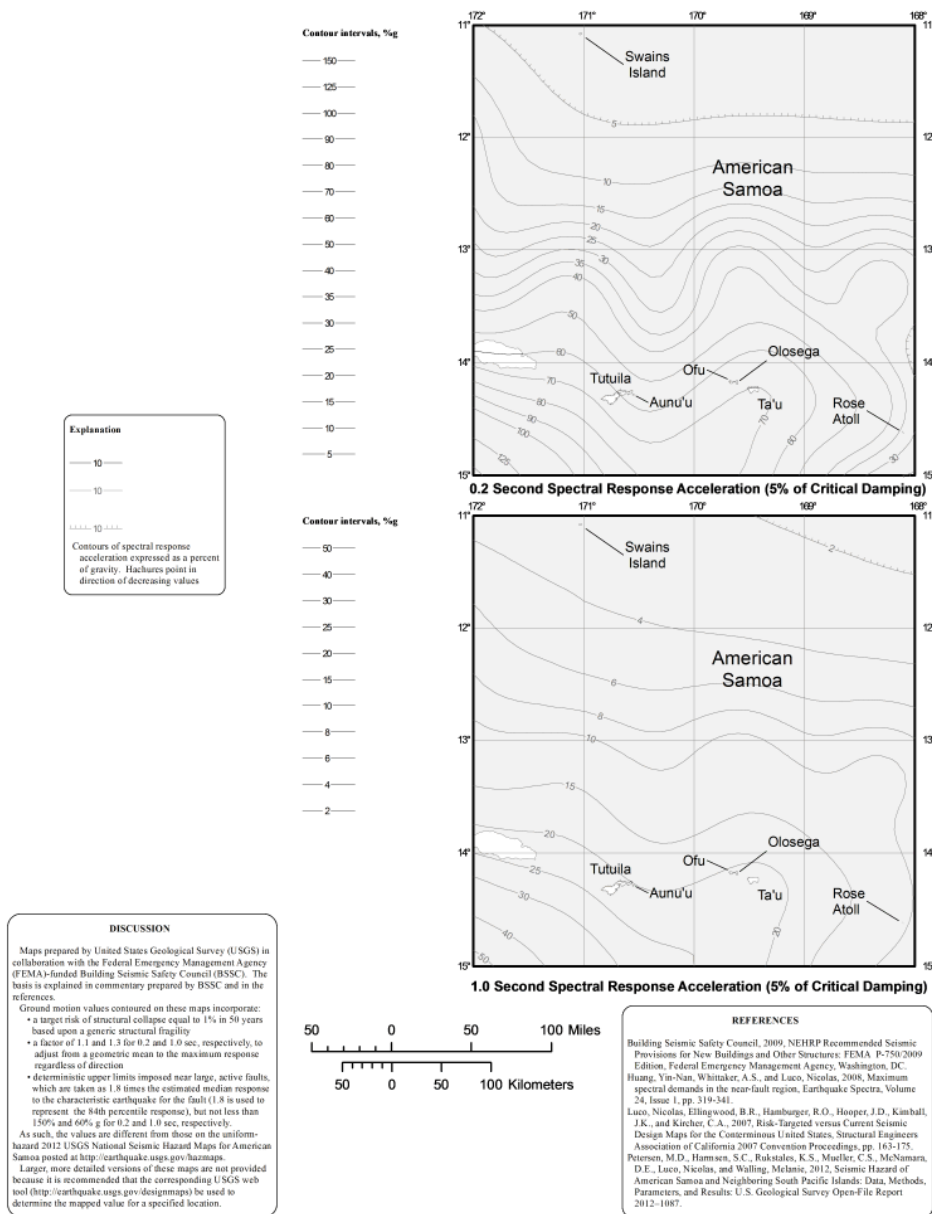 Contour intervals, %g
150
125
100
90
80
70
60
50
40
35
30
25
20
15
10
5
172°
171°
170°
169°
168°
11°
11°
12°
12
13°
13
14°
14
15°
15
Swains
Island
American
Samoa
5
10
15
20
25
30
35
40
50
60
70
80
90
100
125
70
80
30
Tutuila
Aunu'u
Ofu
Olosega
Ta'u
Rose
Atoll
0.2 Second Spectral Response Acceleration (5% of Critical Damping)
Explanation
10
10
10
Contours of spectral response
acceleration expressed as a percent
of gravity. Hachures point in
direction of decreasing values
Contour intervals, %g
50
40
30
25
20
15
10
8
6
4
2
172°
171°
170°
169°
168°
11°
11
12°
12
13°
13
14°
14
15°
15
Swains
Island
American
Samoa
2
4
6
8
10
15
20
25
30
40
50
20
Tutuila
Aunu'u
Ofu
Olosega
Ta'u
Rose
Atoll
1.0 Second Spectral Response Acceleration (5% of Critical Damping)
DISCUSSION
Maps prepared by United States Geological Survey (USGS) in
collaboration with the Federal Emergency Management Agency
(FEMA)-funded Building Seismic Safety Council (BSSC). The
basis is explained in commentary prepared by BSSC and in the
references.
Ground motion values contoured on these maps incorporate:
• a target risk of structural collapse equal to 1% in 50 years
based upon a generic structural fragility
• a factor of 1.1 and 1.3 for 0.2 and 1.0 sec, respectively, to
adjust from a geometric mean to the maximum response
regardless of direction
• deterministic upper limits imposed near large, active faults,
which are taken as 1.8 times the estimated median response
to the characteristic earthquake for the fault (1.8 is used to
represent the 84th percentile response), but not less than
150% and 60% g for 0.2 and 1.0 sec, respectively.
As such, the values are different from those on the uniform-
hazard 2012 USGS National Seismic Hazard Maps for American
Samoa posted at http://earthquake.usgs.gov/hazmaps.
Larger, more detailed versions of these maps are not provided
because it is recommended that the corresponding USGS web
tool (http://earthquake.usgs.gov/designmaps) be used to
determine the mapped value for a specified location.
50 0 50 100 Miles
50 0 50 100 Kilometers
REFERENCES
Building Seismic Safety Council, 2009, NEHRP Recommended Seismic
Provisions for New Buildings and Other Structures: FEMA P-750/2009
Edition, Federal Emergency Management Agency, Washington, DC.
Huang, Yin-Nan, Whittaker, A.S., and Luco, Nicolas, 2008, Maximum
spectral demands in the near-fault region, Earthquake Spectra, Volume
24, Issue 1, pp. 319-341.
Luco, Nicolas, Ellingwood, B.R., Hamburger, R.O., Hooper, J.D., Kimball,
J.K., and Kircher, C.A., 2007, Risk-Targeted versus Current Seismic
Design Maps for the Conterminous United States, Structural Engineers
Association of California 2007 Convention Proceedings, pp. 163-175.
Petersen, M.D., Harmsen, S.C., Rukstales, K.S., Mueller, C.S., McNamara,
D.E., Luco, Nicolas, and Walling, Melanie, 2012, Seismic Hazard of
American Samoa and Neighboring South Pacific Islands: Data, Methods,
Parameters, and Results: U.S. Geological Survey Open-File Report
2012–1087.